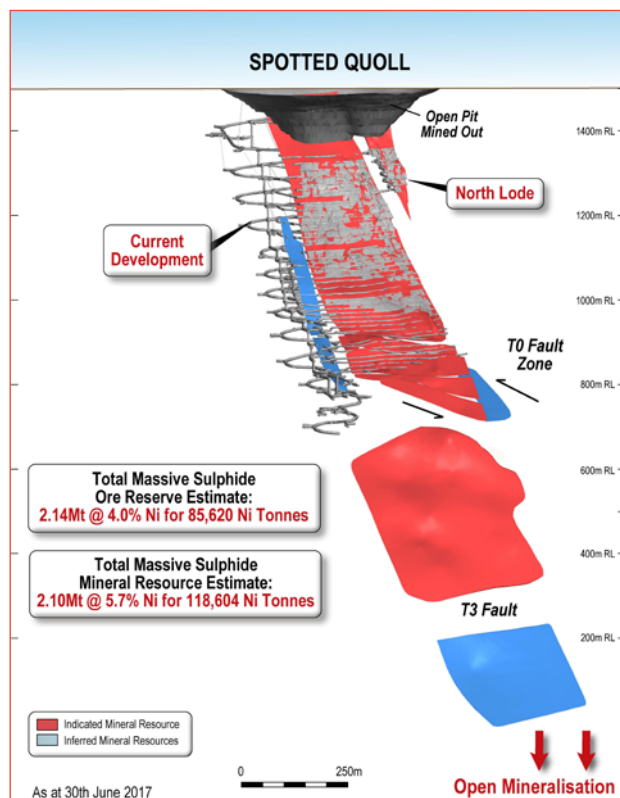 SPOTTED QUOLL
Open Pit
Mined Out
1400m RL
North Lode
1200m RL
Current
Development
1000m RL
T0 Fault
Zone
800m RL
Total Massive Sulphide
Ore Reserve Estimate:
2.14Mt @ 4.0% Ni for 85,620 Ni Tonnes
600m RL
Total Massive Sulphide
Mineral Resource Estimate:
2.10Mt @ 5.7% Ni for 118,604 Ni Tonnes
400m RL
T3 Fault
200m RL
Indicated Mineral Resource
Inferred Mineral Resources
0 250m
As at 30th June 2017
Open Mineralisation